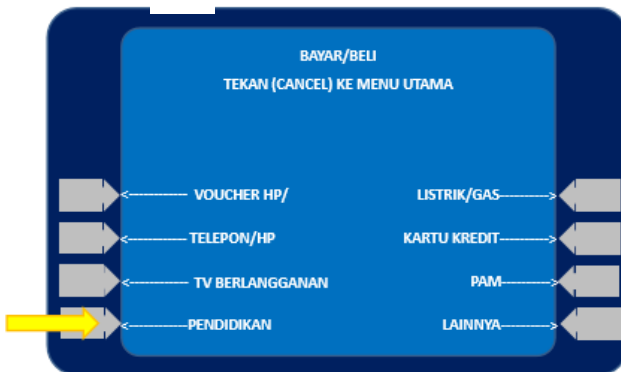 BAYAR/BELI
TEKAN (CANCEL) KE MENU UTAMA
<------------ VOUCHER HP/ LISTRIK/GAS---------->
<------------ TELEPON/HP KARTU KREDIT---------->
<------------ TV BERLANGGANAN PAM---------->
<------------PENDIDIKAN LAINNYA---------->